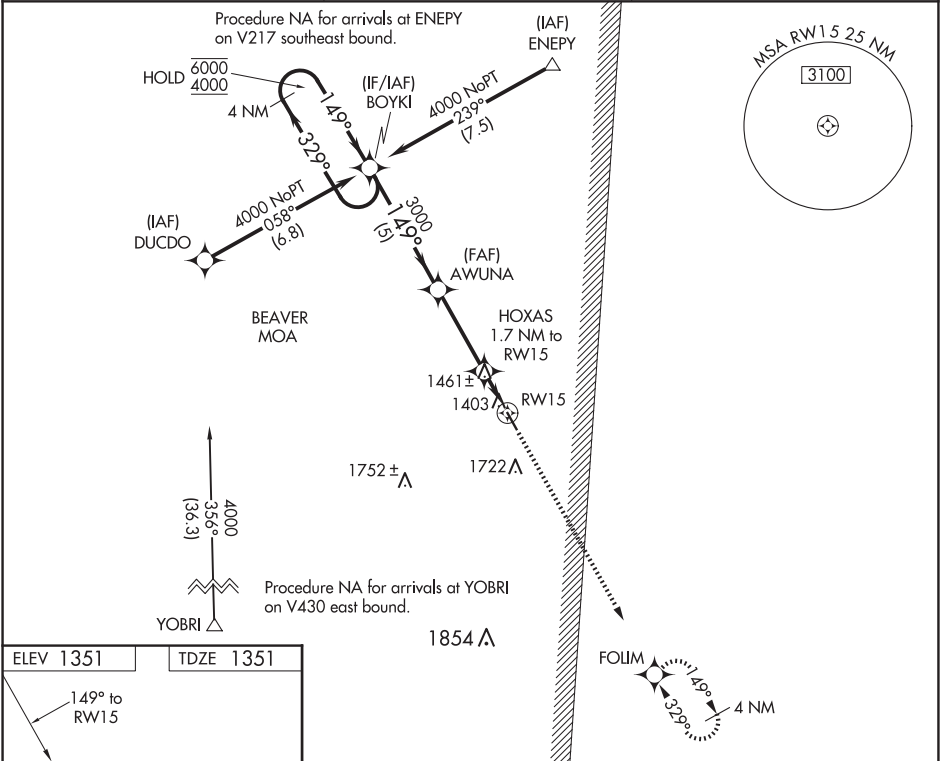 Procedure NA for arrivals at ENEPY
on V217 southeast bound.
HOLD 6000
4000
4 NM
149°
329°
(IF/IAF)
BOYKI
(IAF)
ENEPY
4000 NoPT
239°
(7.5)
MSA RW15 25 NM
3100
(IAF)
DUCDO
4000 NoPT
058°
(6.8)
3000
149°
(5)
(FAF)
AWUNA
BEAVER
MOA
HOXAS
1.7 NM to
RW15
1461±
1403
RW15
1752 ±
1722
4000
356°
(36.3)
YOBRI
Procedure NA for arrivals at YOBRI
on V430 east bound.
1854
FOLIM
149°
329°
4 NM
ELEV 1351
TDZE 1351
149° to
RW15